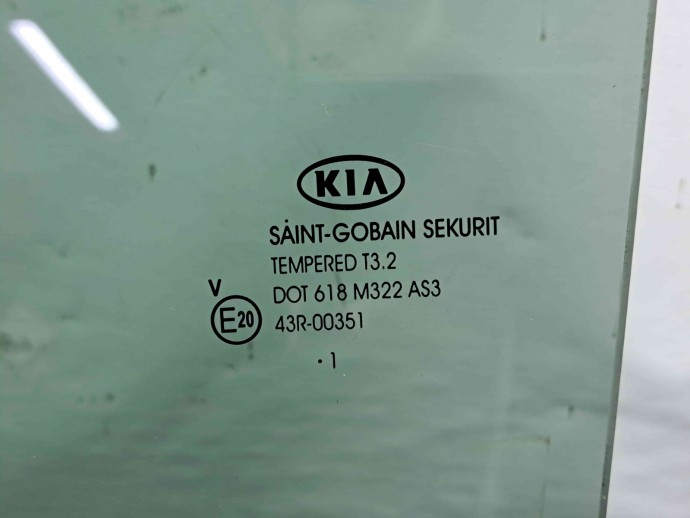 KIA
SAINT-GOBAIN SEKURIT
TEMPERED T3.2
V
DOT 618 M322 AS3
E20
43R-00351
·1